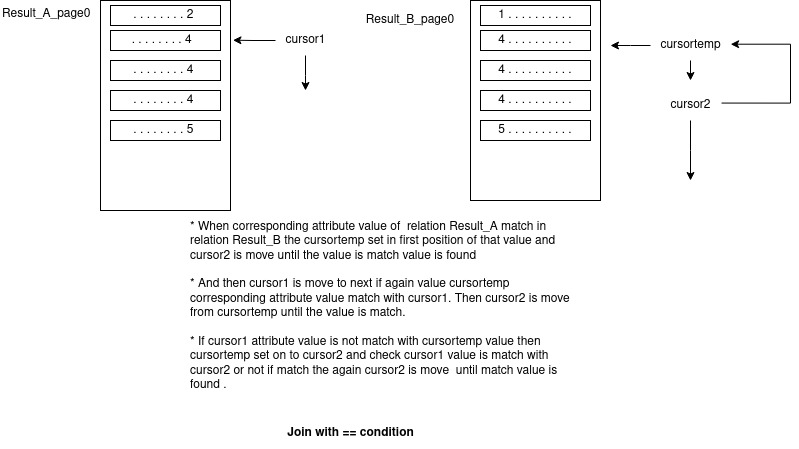 Result_A_page0
. . . . . . . . 2
. . . . . . . . 4
. . . . . . . . 4
. . . . . . . . 4
. . . . . . . . 5
cursor1
Result_B_page0
1 . . . . . . . . . .
4 . . . . . . . . . .
4 . . . . . . . . . .
4 . . . . . . . . . .
5 . . . . . . . . . .
cursortemp
cursor2
* When corresponding attribute value of relation Result_A match in
relation Result_B the cursortemp set in first position of that value and
cursor2 is move until the value is match value is found
* And then cursor1 is move to next if again value cursortemp
corresponding attribute value match with cursor1. Then cursor2 is move
from cursortemp until the value is match.
* If cursor1 attribute value is not match with cursortemp value then
cursortemp set on to cursor2 and check cursor1 value is match with
cursor2 or not if match the again cursor2 is move until match value is
found .
Join with == condition